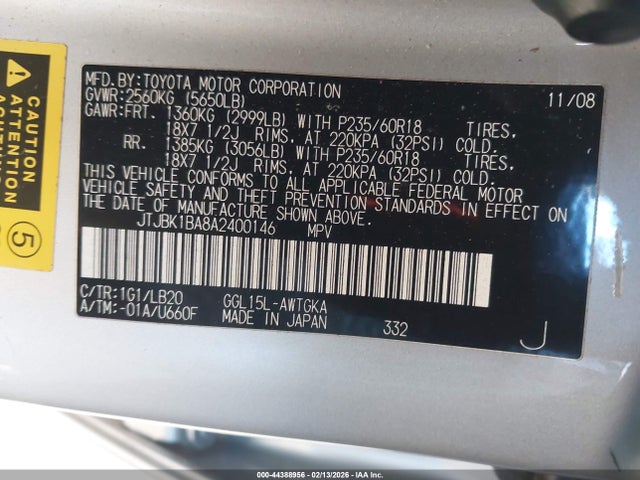 CAUTION
ATTENTION
5
MFD.BY:TOYOTA MOTOR CORPORATION 11/08
GVWR:2560KG (5650LB)
GAWR:FRT. 1360KG (2999LB) WITH P235/60R18 TIRES,
18X7 1/2J RIMS, AT 220KPA (32PSI) COLD.
RR. 1385KG (3056LB) WITH P235/60R18 TIRES,
18X7 1/2J RIMS, AT 220KPA (32PSI) COLD.
THIS VEHICLE CONFORMS TO ALL APPLICABLE FEDERAL MOTOR
VEHICLE SAFETY AND THEFT PREVENTION STANDARDS IN EFFECT ON
THE DATE OF MANUFACTURE SHOWN ABOVE.
JTJBK1BA8A2400146 MPV
C/TR:1G1/LB20 GGL15L-AWTGKA
A/TM:-01A/U660F MADE IN JAPAN 332 J
000-44388956 - 02/13/2026 - IAA, Inc.